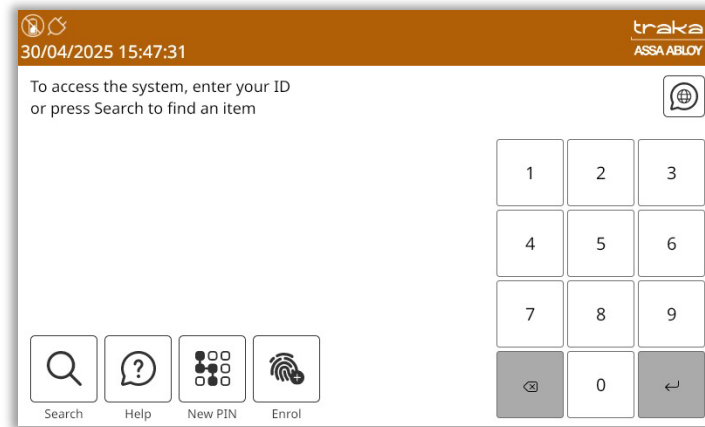 30/04/2025 15:47:31
traka
ASSA ABLOY
To access the system, enter your ID
or press Search to find an item
1 2 3
4 5 6
7 8 9
0
Search Help New PIN Enrol